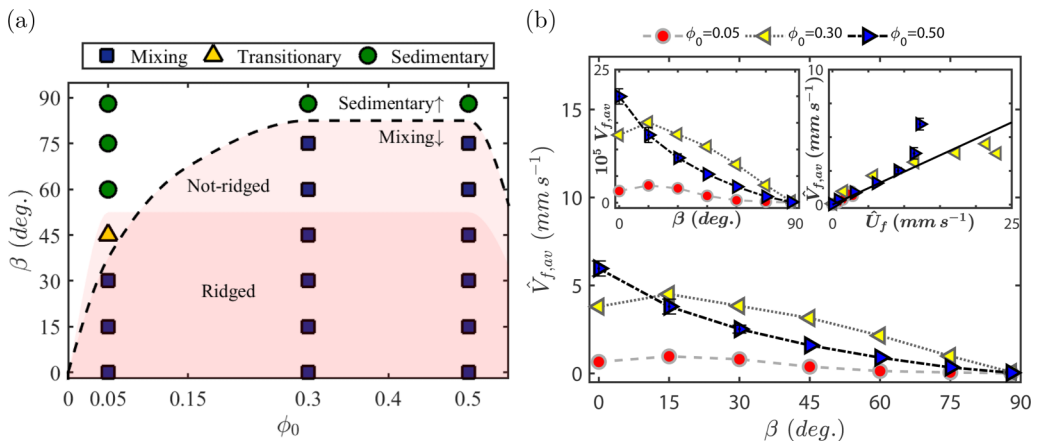 (a)
Mixing Transitionary Sedimentary
90
75
60
45
30
15
0
β (deg.)
Sedimentary↑
Mixing↓
Not-ridged
Ridged
0 0.05 0.15 0.3 0.5
ϕ₀
(b)
ϕ₀=0.05 ϕ₀=0.30 ϕ₀=0.50
15
10
5
0
V̂_{f,av} (mm s⁻¹)
0 15 30 45 60 75 90
β (deg.)
25
0
10⁵ V_{f,av}
0 90
β (deg.)
10
0
V̂_{f,av} (mm s⁻¹)
0 25
Û_f (mm s⁻¹)